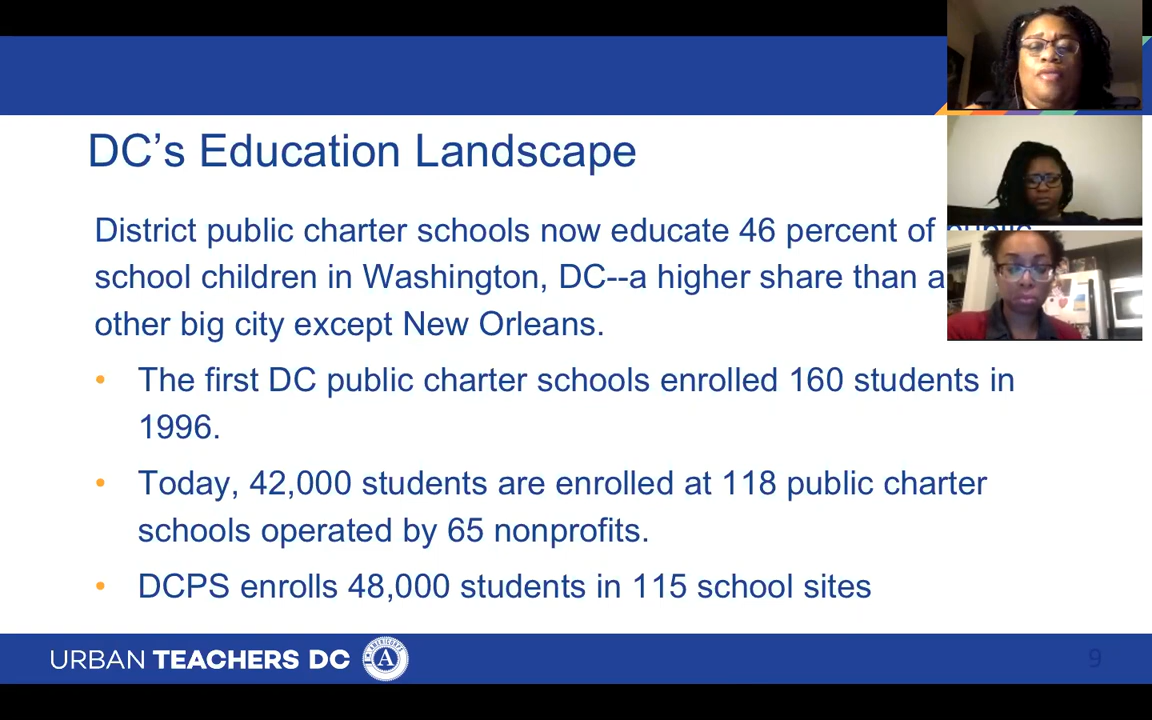 DC's Education Landscape
District public charter schools now educate 46 percent of public
school children in Washington, DC--a higher share than a
other big city except New Orleans.
• The first DC public charter schools enrolled 160 students in
1996.
• Today, 42,000 students are enrolled at 118 public charter
schools operated by 65 nonprofits.
• DCPS enrolls 48,000 students in 115 school sites
URBAN TEACHERS DC
AMERICORPS
A
9